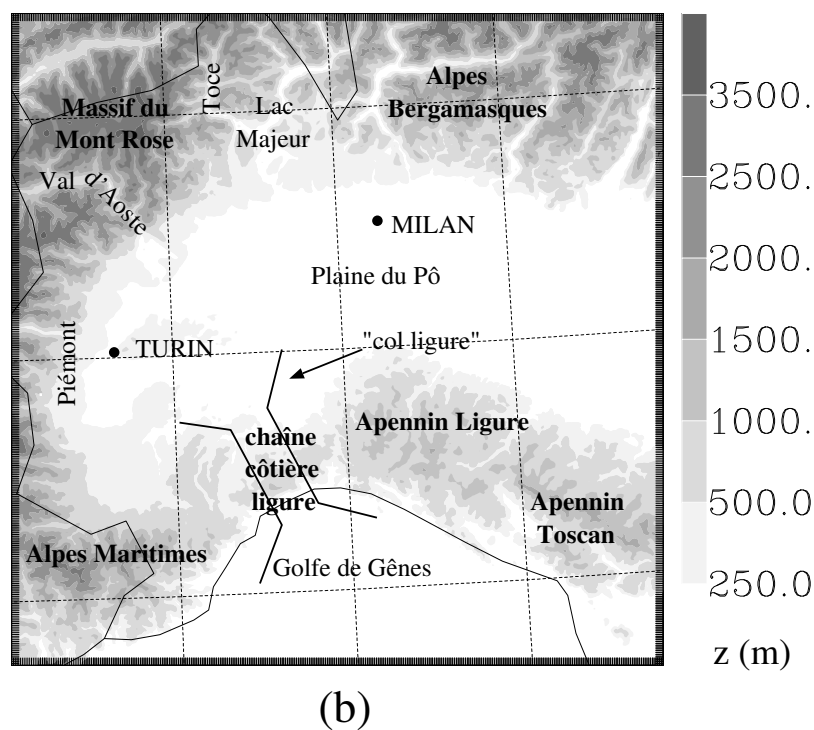 Alpes
Bergamasques
Massif du
Mont Rose
Toce
Lac
Majeur
Val d'Aoste
MILAN
Plaine du Pô
Piémont
TURIN
"col ligure"
chaîne
côtière
ligure
Apennin Ligure
Apennin
Toscan
Alpes Maritimes
Golfe de Gênes
3500.
2500.
2000.
1500.
1000.
500.0
250.0
z (m)
(b)